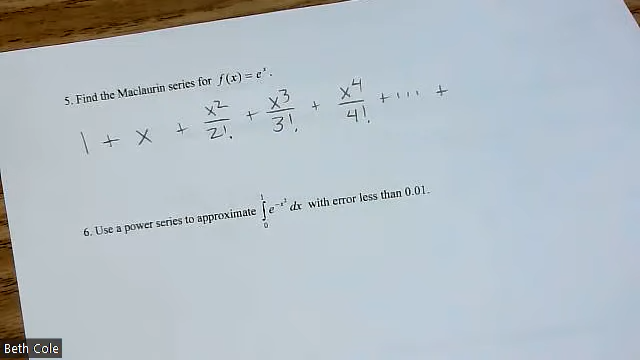 5. Find the Maclaurin series for f(x) = eˣ.
1 + x + x²/2! + x³/3! + x⁴/4! + ... +
6. Use a power series to approximate ∫₀¹ e^(-x²) dx with error less than 0.01.
Beth Cole